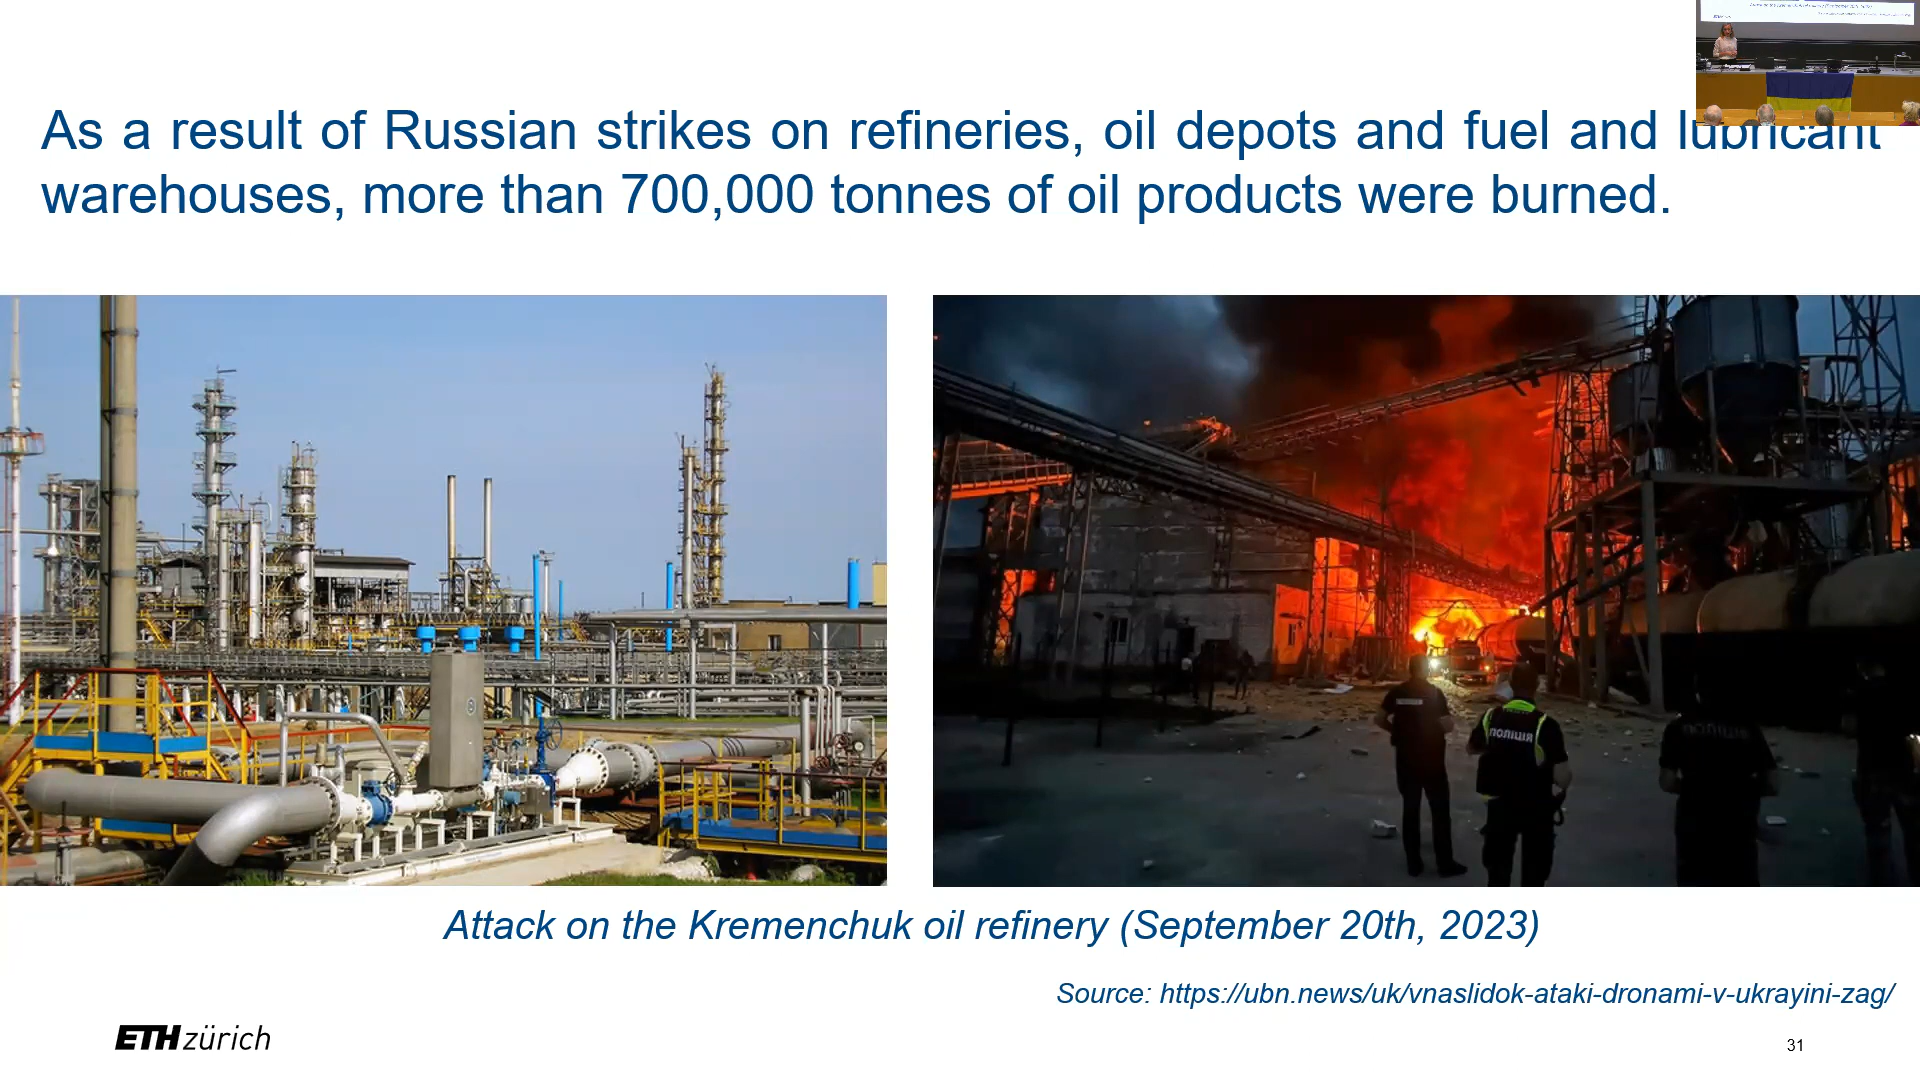 As a result of Russian strikes on refineries, oil depots and fuel and lubricant
warehouses, more than 700,000 tonnes of oil products were burned.
ПОЛІЦІЯ
ПОЛІЦІЯ
Attack on the Kremenchuk oil refinery (September 20th, 2023)
Source: https://ubn.news/uk/vnaslidok-ataki-dronami-v-ukrayini-zag/
ETH zürich
31